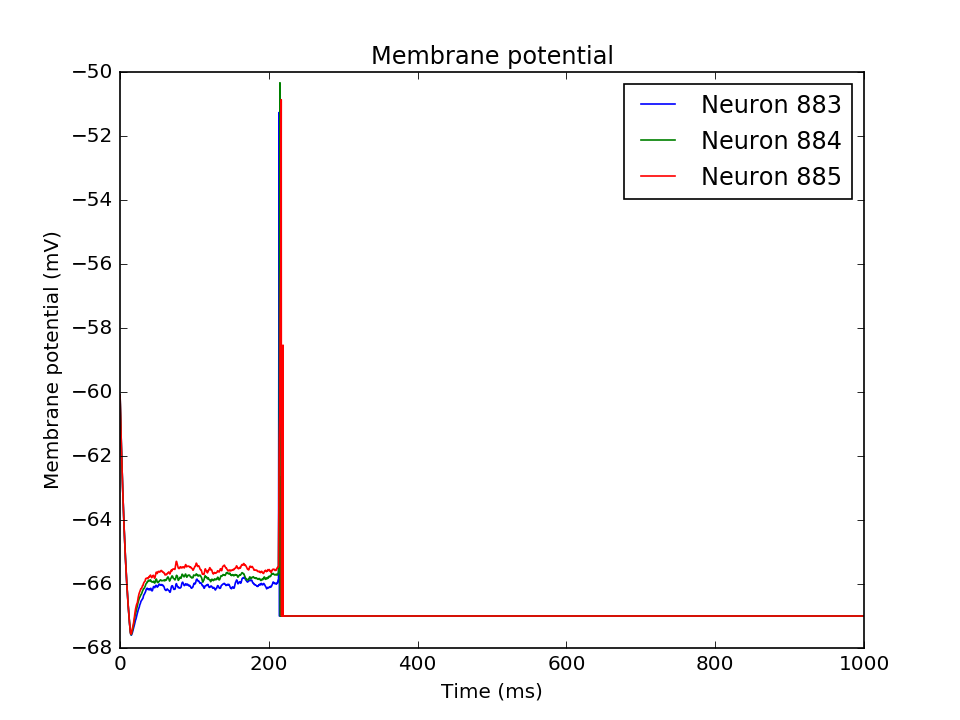 Membrane potential
−50
−52
−54
−56
−58
−60
−62
−64
−66
−68
Membrane potential (mV)
Neuron 883
Neuron 884
Neuron 885
0 200 400 600 800 1000
Time (ms)